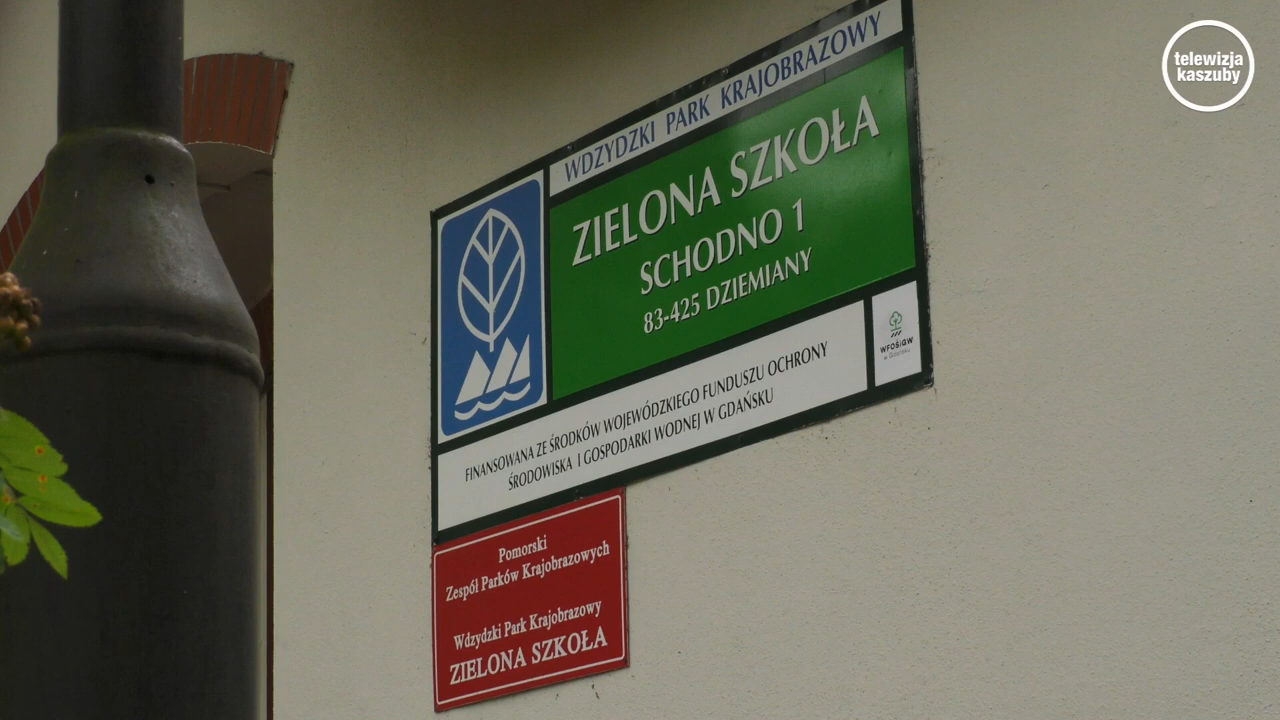 telewizja
kaszuby
WDZYDZKI PARK KRAJOBRAZOWY
ZIELONA SZKOŁA
SCHODNO 1
83-425 DZIEMIANY
FINANSOWANA ZE ŚRODKÓW WOJEWÓDZKIEGO FUNDUSZU OCHRONY
ŚRODOWISKA I GOSPODARKI WODNEJ W GDAŃSKU
WFOŚiGW
w Gdańsku
Pomorski
Zespół Parków Krajobrazowych
Wdzydzki Park Krajobrazowy
ZIELONA SZKOŁA